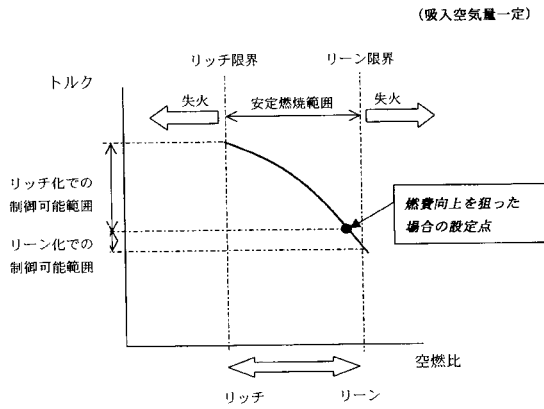 (吸入空気量一定)
リッチ限界
リーン限界
トルク
失火
安定燃焼範囲
失火
リッチ化での
制御可能範囲
リーン化での
制御可能範囲
燃費向上を狙った
場合の設定点
空燃比
リッチ
リーン